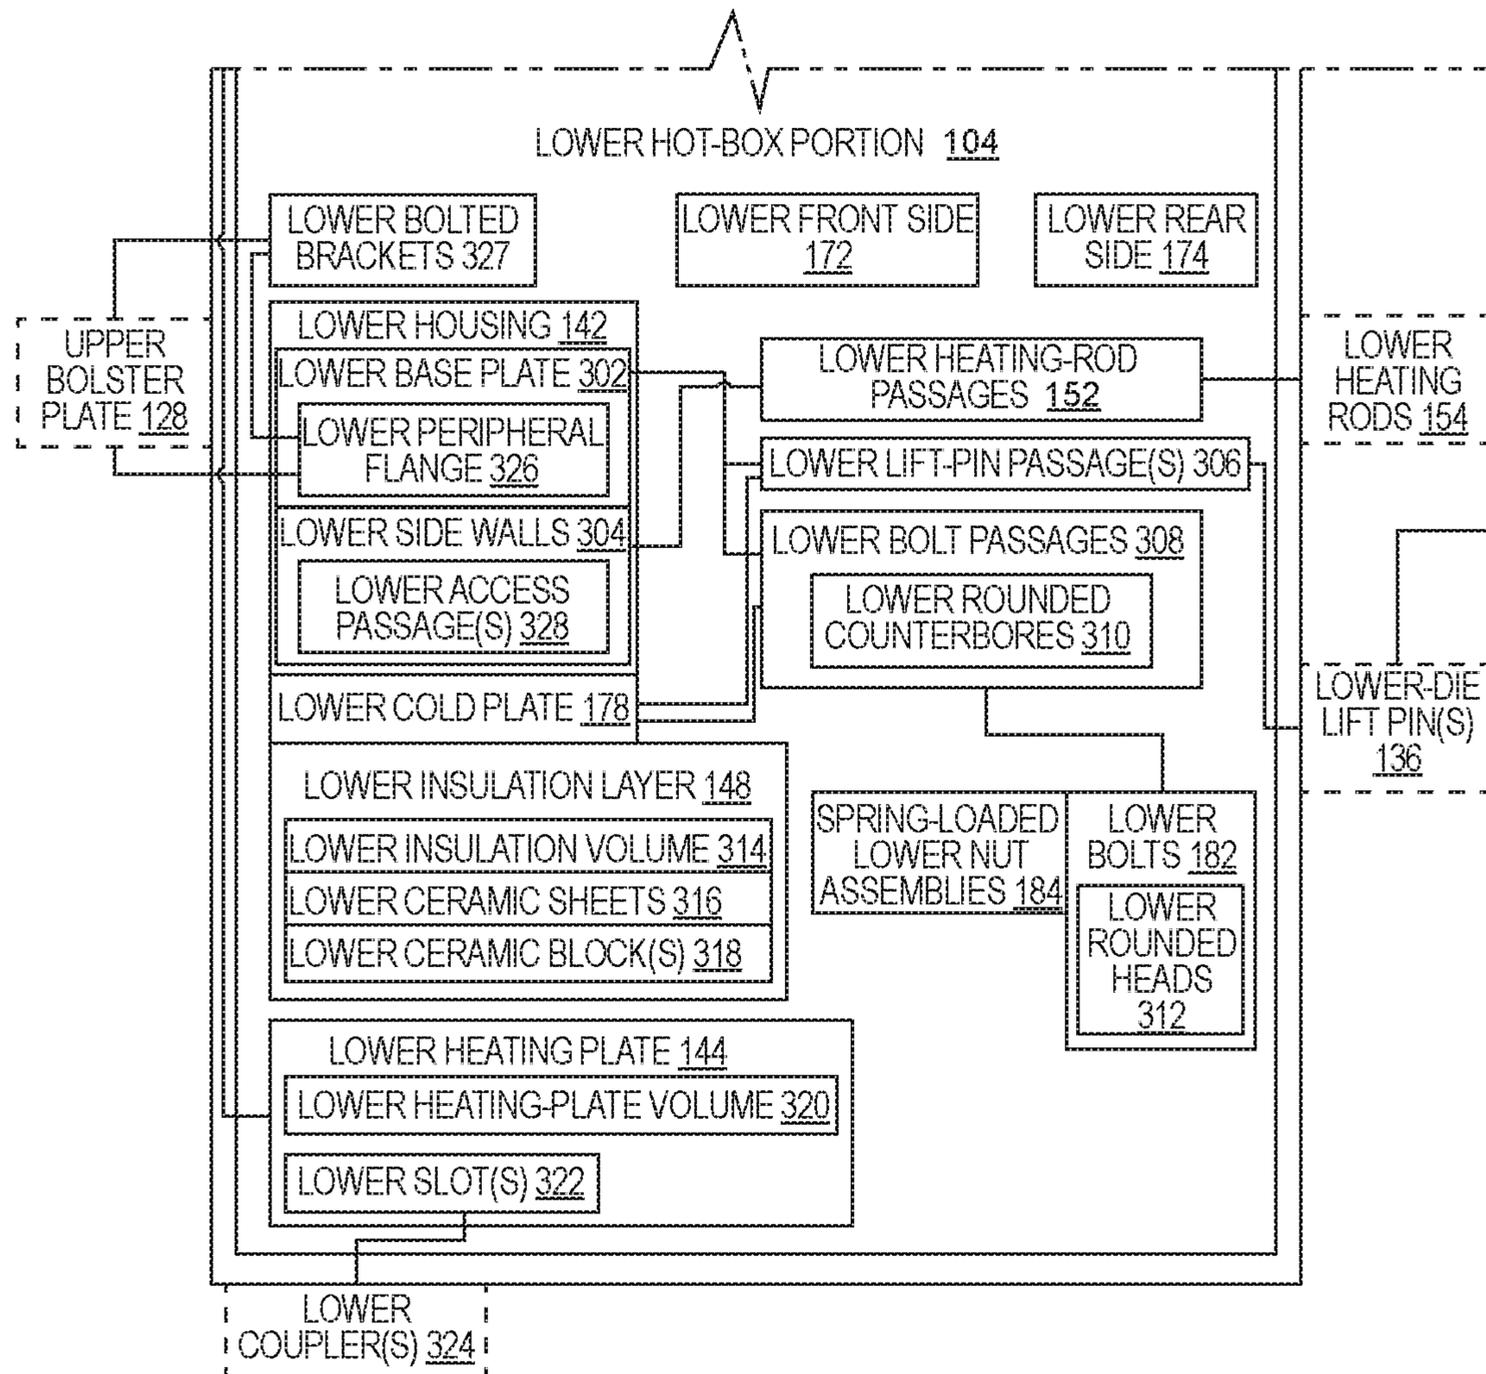 LOWER HOT-BOX PORTION 104
LOWER BOLTED
BRACKETS 327
LOWER FRONT SIDE
172
LOWER REAR
SIDE 174
UPPER
BOLSTER
PLATE 128
LOWER HOUSING 142
LOWER BASE PLATE 302
LOWER PERIPHERAL
FLANGE 326
LOWER SIDE WALLS 304
LOWER ACCESS
PASSAGE(S) 328
LOWER COLD PLATE 178
LOWER HEATING-ROD
PASSAGES 152
LOWER LIFT-PIN PASSAGE(S) 306
LOWER BOLT PASSAGES 308
LOWER ROUNDED
COUNTERBORES 310
LOWER
HEATING
RODS 154
LOWER-DIE
LIFT PIN(S)
136
LOWER INSULATION LAYER 148
LOWER INSULATION VOLUME 314
LOWER CERAMIC SHEETS 316
LOWER CERAMIC BLOCK(S) 318
SPRING-LOADED
LOWER NUT
ASSEMBLIES 184
LOWER
BOLTS 182
LOWER
ROUNDED
HEADS
312
LOWER HEATING PLATE 144
LOWER HEATING-PLATE VOLUME 320
LOWER SLOT(S) 322
LOWER
COUPLER(S) 324